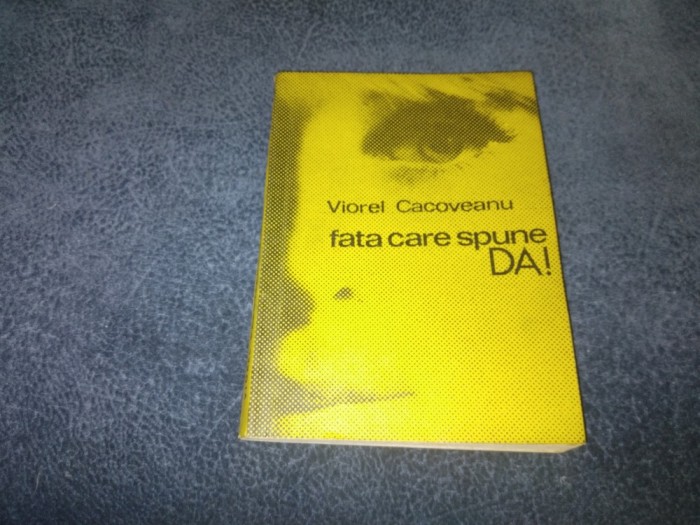 Viorel Cacoveanu
fata care spune
DA!